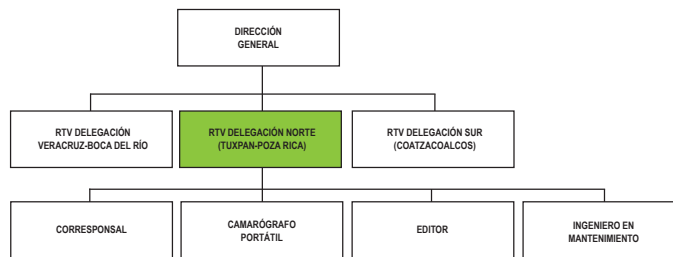 DIRECCIÓN
GENERAL
RTV DELEGACIÓN
VERACRUZ-BOCA DEL RÍO
RTV DELEGACIÓN NORTE
(TUXPAN-POZA RICA)
RTV DELEGACIÓN SUR
(COATZACOALCOS)
CORRESPONSAL
CAMARÓGRAFO
PORTÁTIL
EDITOR
INGENIERO EN
MANTENIMIENTO